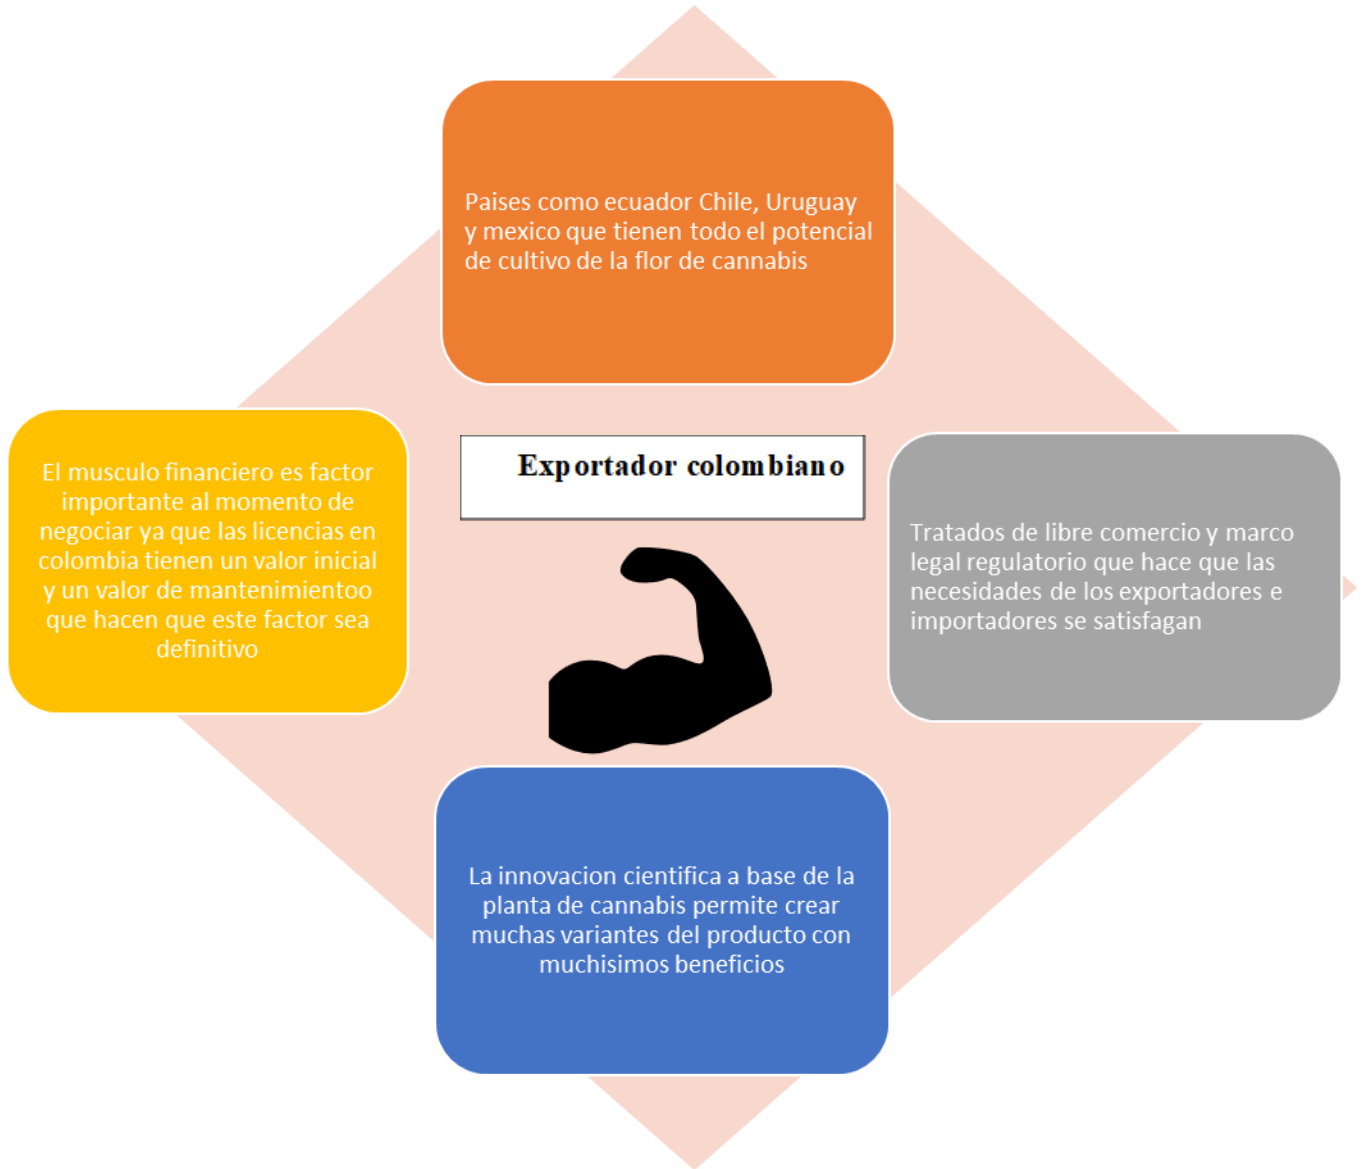 Paises como ecuador Chile, Uruguay
y mexico que tienen todo el potencial
de cultivo de la flor de cannabis
El musculo financiero es factor
importante al momento de
negociar ya que las licencias en
colombia tienen un valor inicial
y un valor de mantenimientoo
que hacen que este factor sea
definitivo
Exportador colombiano
Tratados de libre comercio y marco
legal regulatorio que hace que las
necesidades de los exportadores e
importadores se satisfagan
La innovacion cientifica a base de la
planta de cannabis permite crear
muchas variantes del producto con
muchisimos beneficios